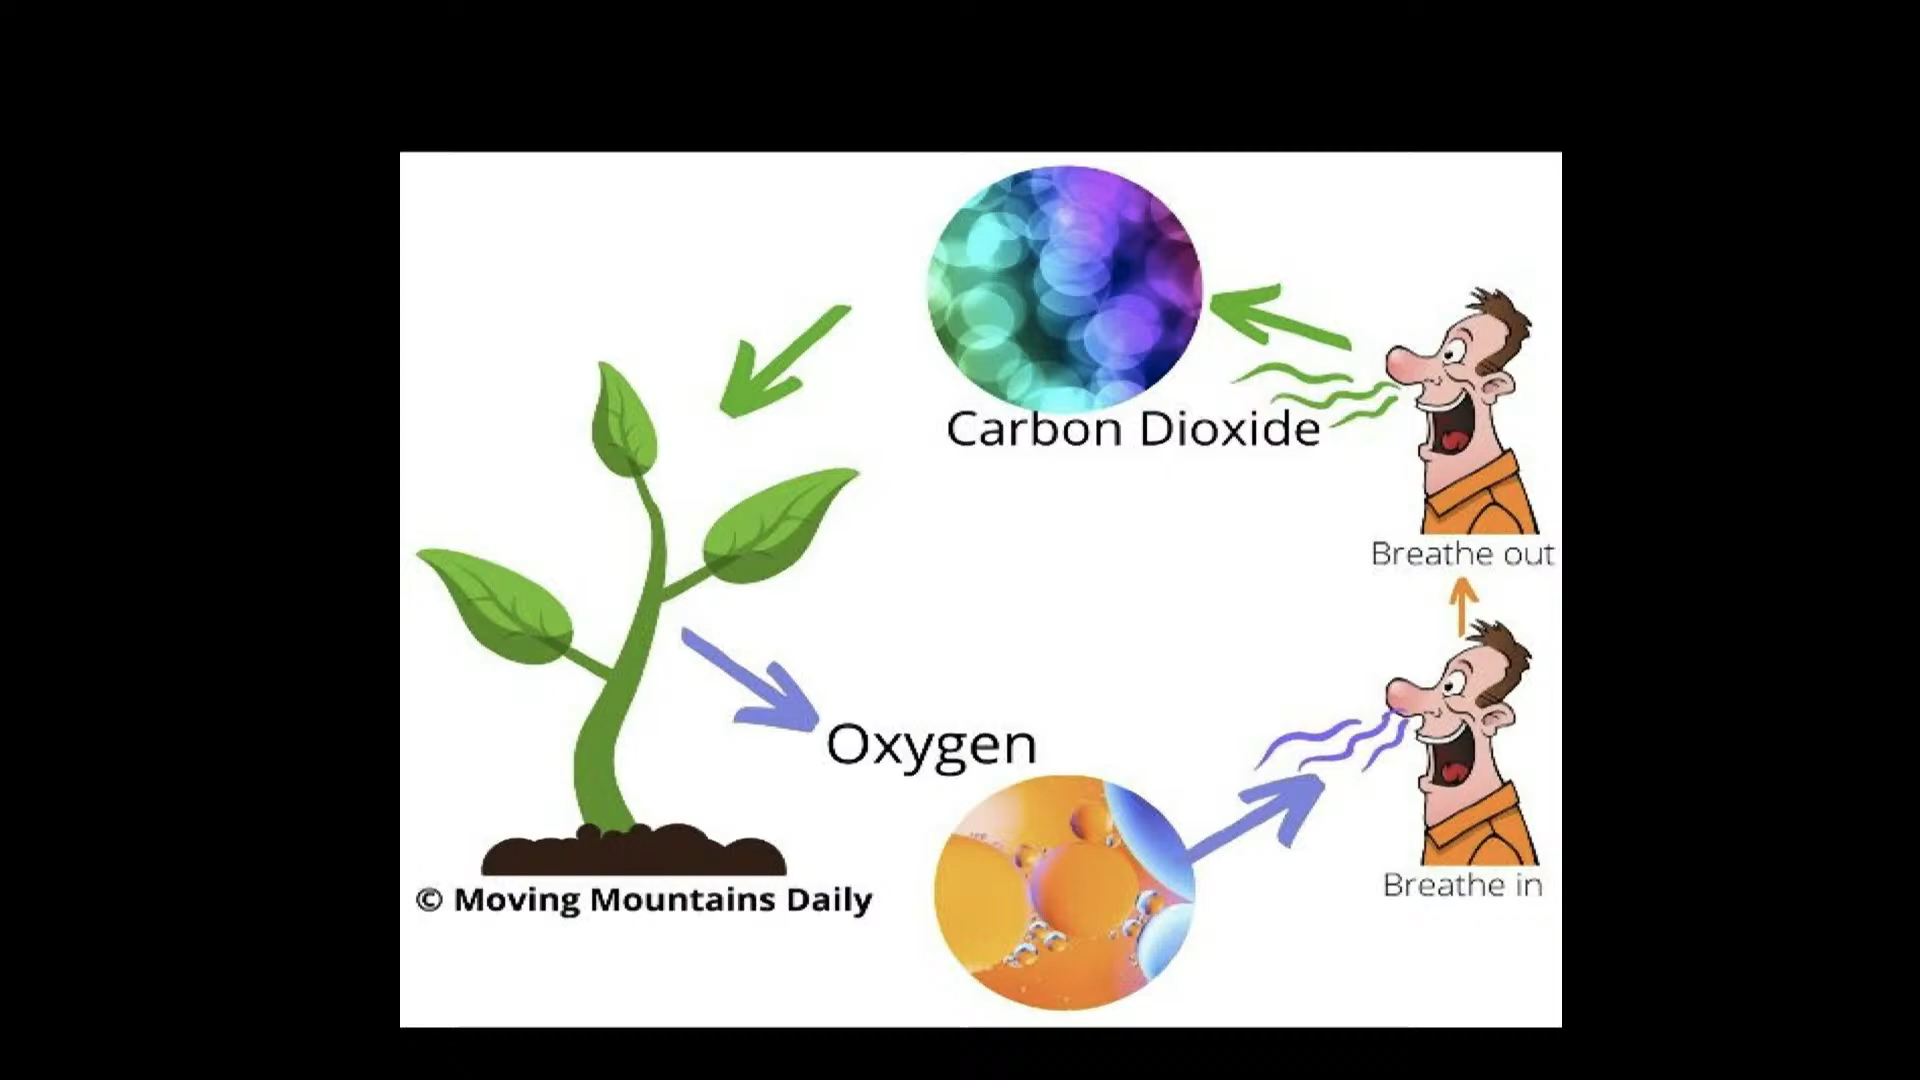 Carbon Dioxide
Breathe out
Oxygen
Breathe in
© Moving Mountains Daily